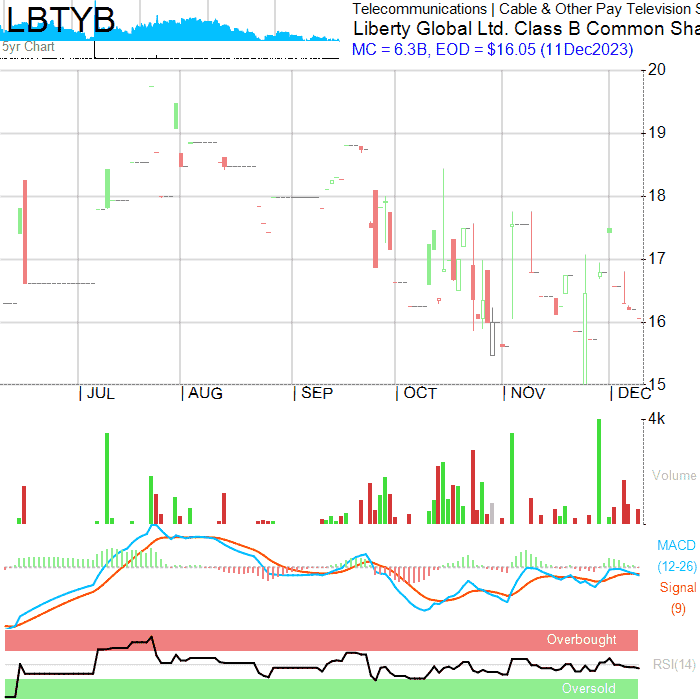 LBTYB
5yr Chart
Telecommunications | Cable & Other Pay Television S
Liberty Global Ltd. Class B Common Sha
MC = 6.3B, EOD = $16.05 (11Dec2023)
20
19
18
17
16
15
| JUL | AUG | SEP | OCT | NOV | DEC
4k
Volume
MACD
(12-26)
Signal
(9)
Overbought
RSI(14)
Oversold